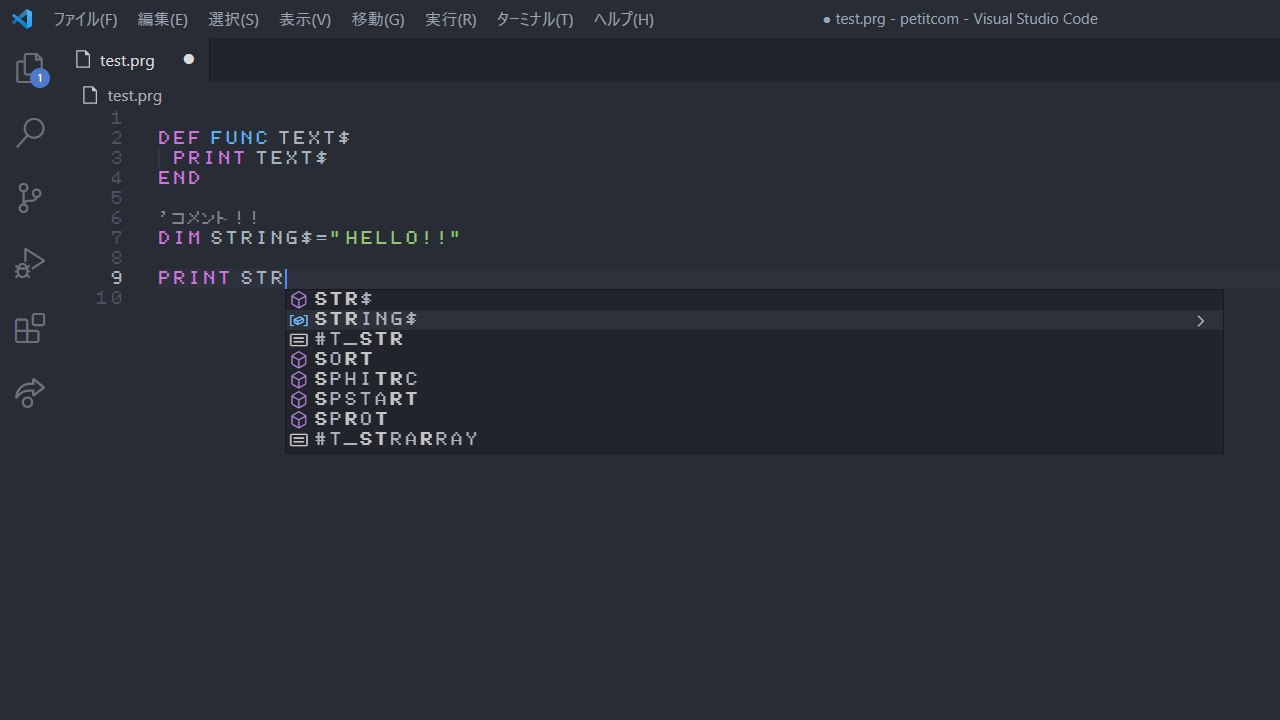 ファイル(F) 編集(E) 選択(S) 表示(V) 移動(G) 実行(R) ターミナル(T) ヘルプ(H) ● test.prg - petitcom - Visual Studio Code
test.prg ●
1
test.prg
1
2 DEF FUNC TEXT$
3 PRINT TEXT$
4 END
5
6 'コメント！！
7 DIM STRING$="HELLO!!"
8
9 PRINT STR
10
STR$
STRING$
#T_STR
SORT
SPHITRC
SPSTART
SPROT
#T_STRARRAY